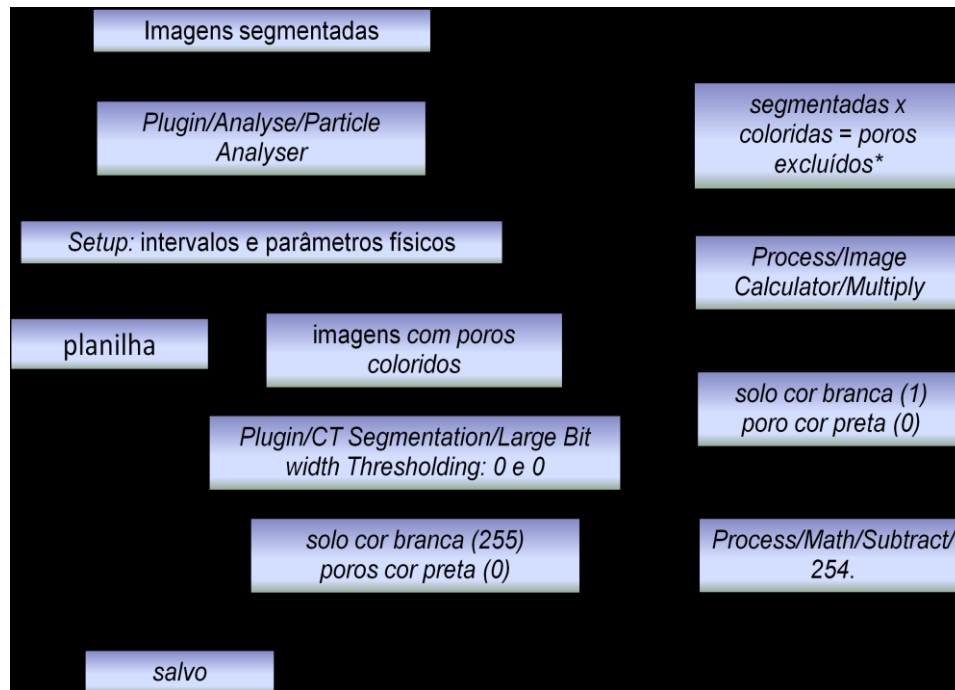 Imagens segmentadas
Plugin/Analyse/Particle
Analyser
Setup: intervalos e parâmetros físicos
planilha
imagens com poros
coloridos
Plugin/CT Segmentation/Large Bit
width Thresholding: 0 e 0
solo cor branca (255)
poros cor preta (0)
salvo
segmentadas x
coloridas = poros
excluídos*
Process/Image
Calculator/Multiply
solo cor branca (1)
poro cor preta (0)
Process/Math/Subtract/
254.